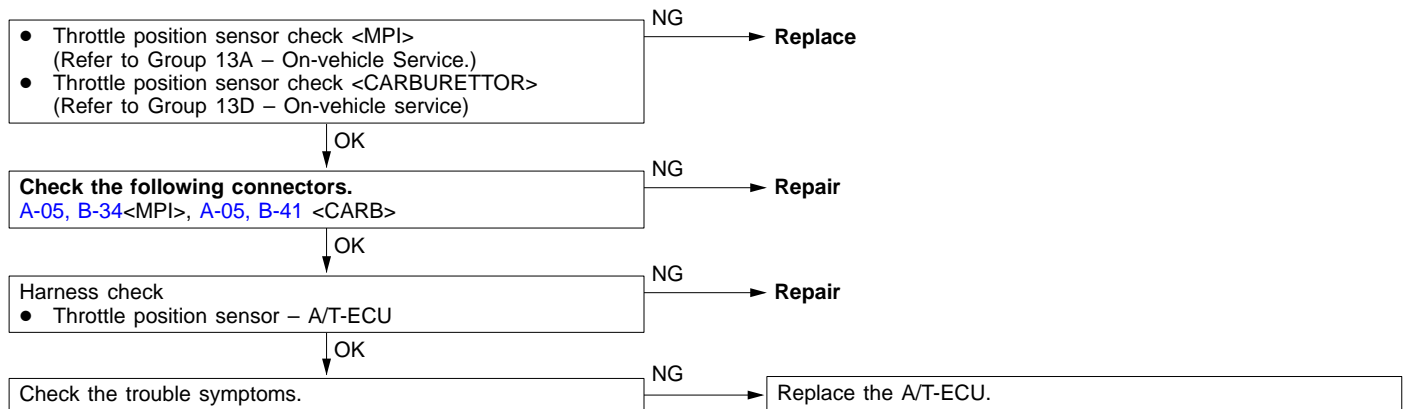 ● Throttle position sensor check <MPI>
(Refer to Group 13A – On-vehicle Service.)
● Throttle position sensor check <CARBURETTOR>
(Refer to Group 13D – On-vehicle service)
NG
Replace
OK
Check the following connectors.
A-05, B-34<MPI>, A-05, B-41 <CARB>
NG
Repair
OK
Harness check
● Throttle position sensor – A/T-ECU
NG
Repair
OK
Check the trouble symptoms.
NG
Replace the A/T-ECU.